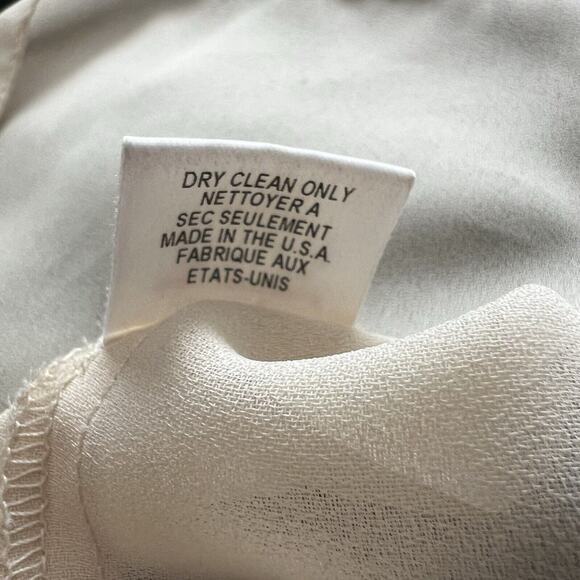 DRY CLEAN ONLY
NETTOYER A
SEC SEULEMENT
MADE IN THE U.S.A.
FABRIQUE AUX
ETATS-UNIS